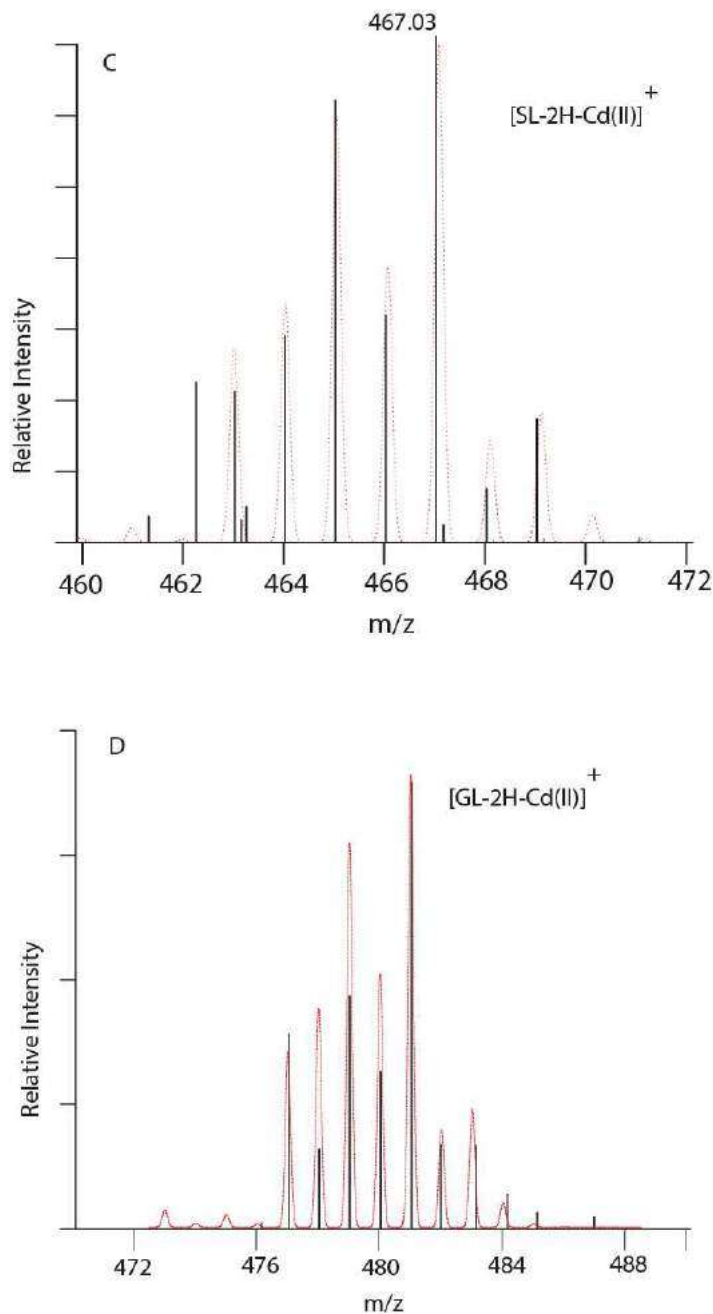 467.03
C
[SL-2H-Cd(II)]+
Relative Intensity
460 462 464 466 468 470 472
m/z
D
[GL-2H-Cd(II)]+
Relative Intensity
472 476 480 484 488
m/z